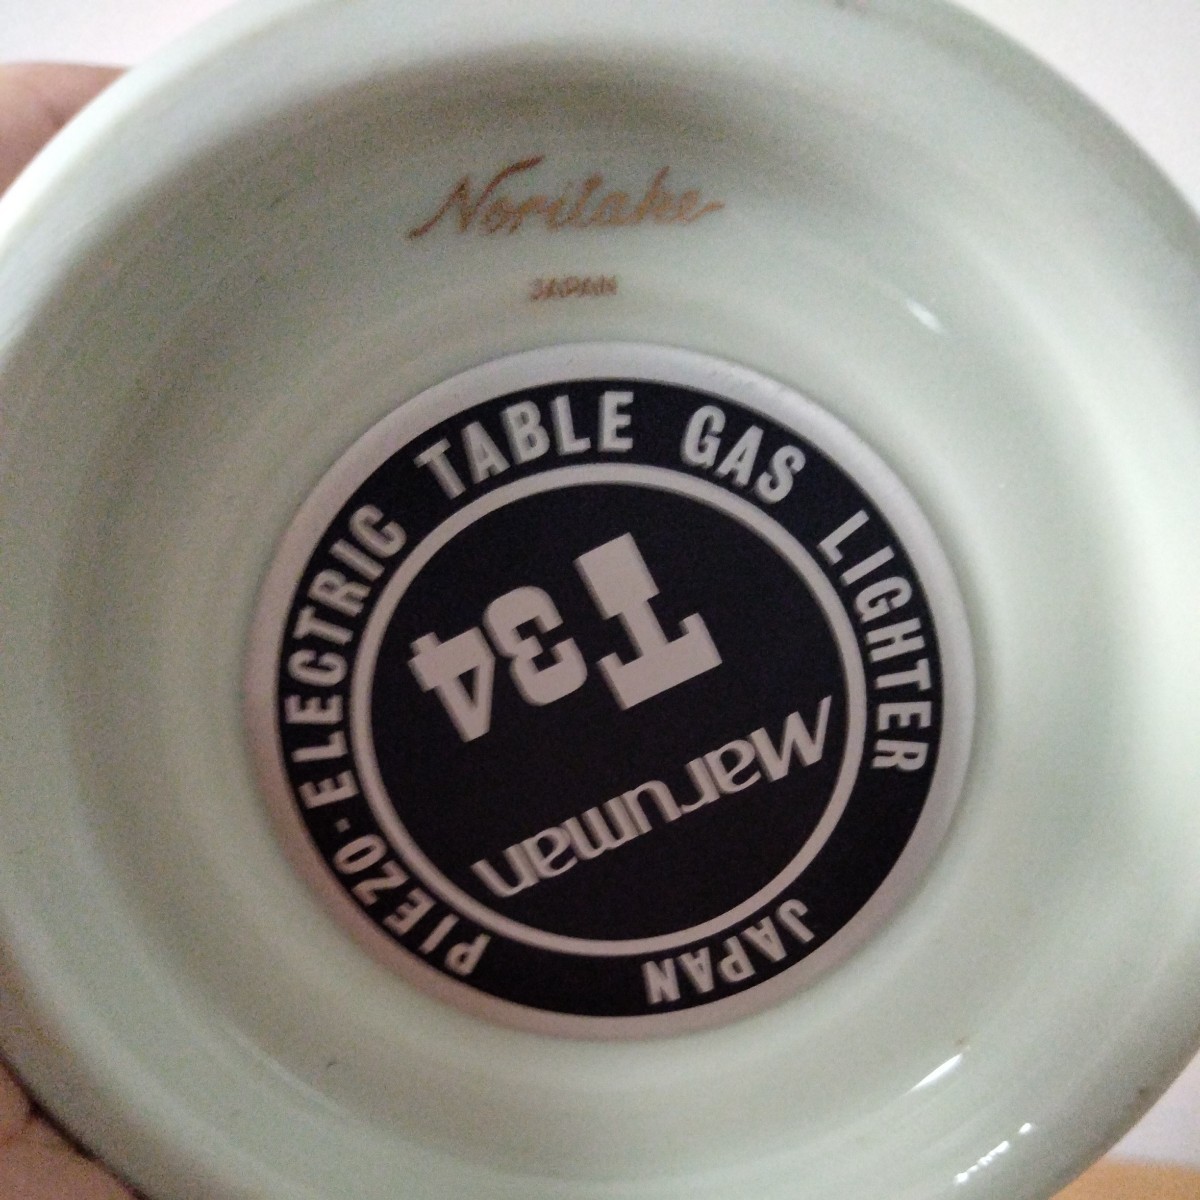 Noritake
JAPAN
PIEZO-ELECTRIC TABLE GAS LIGHTER
JAPAN
Maruman
T34